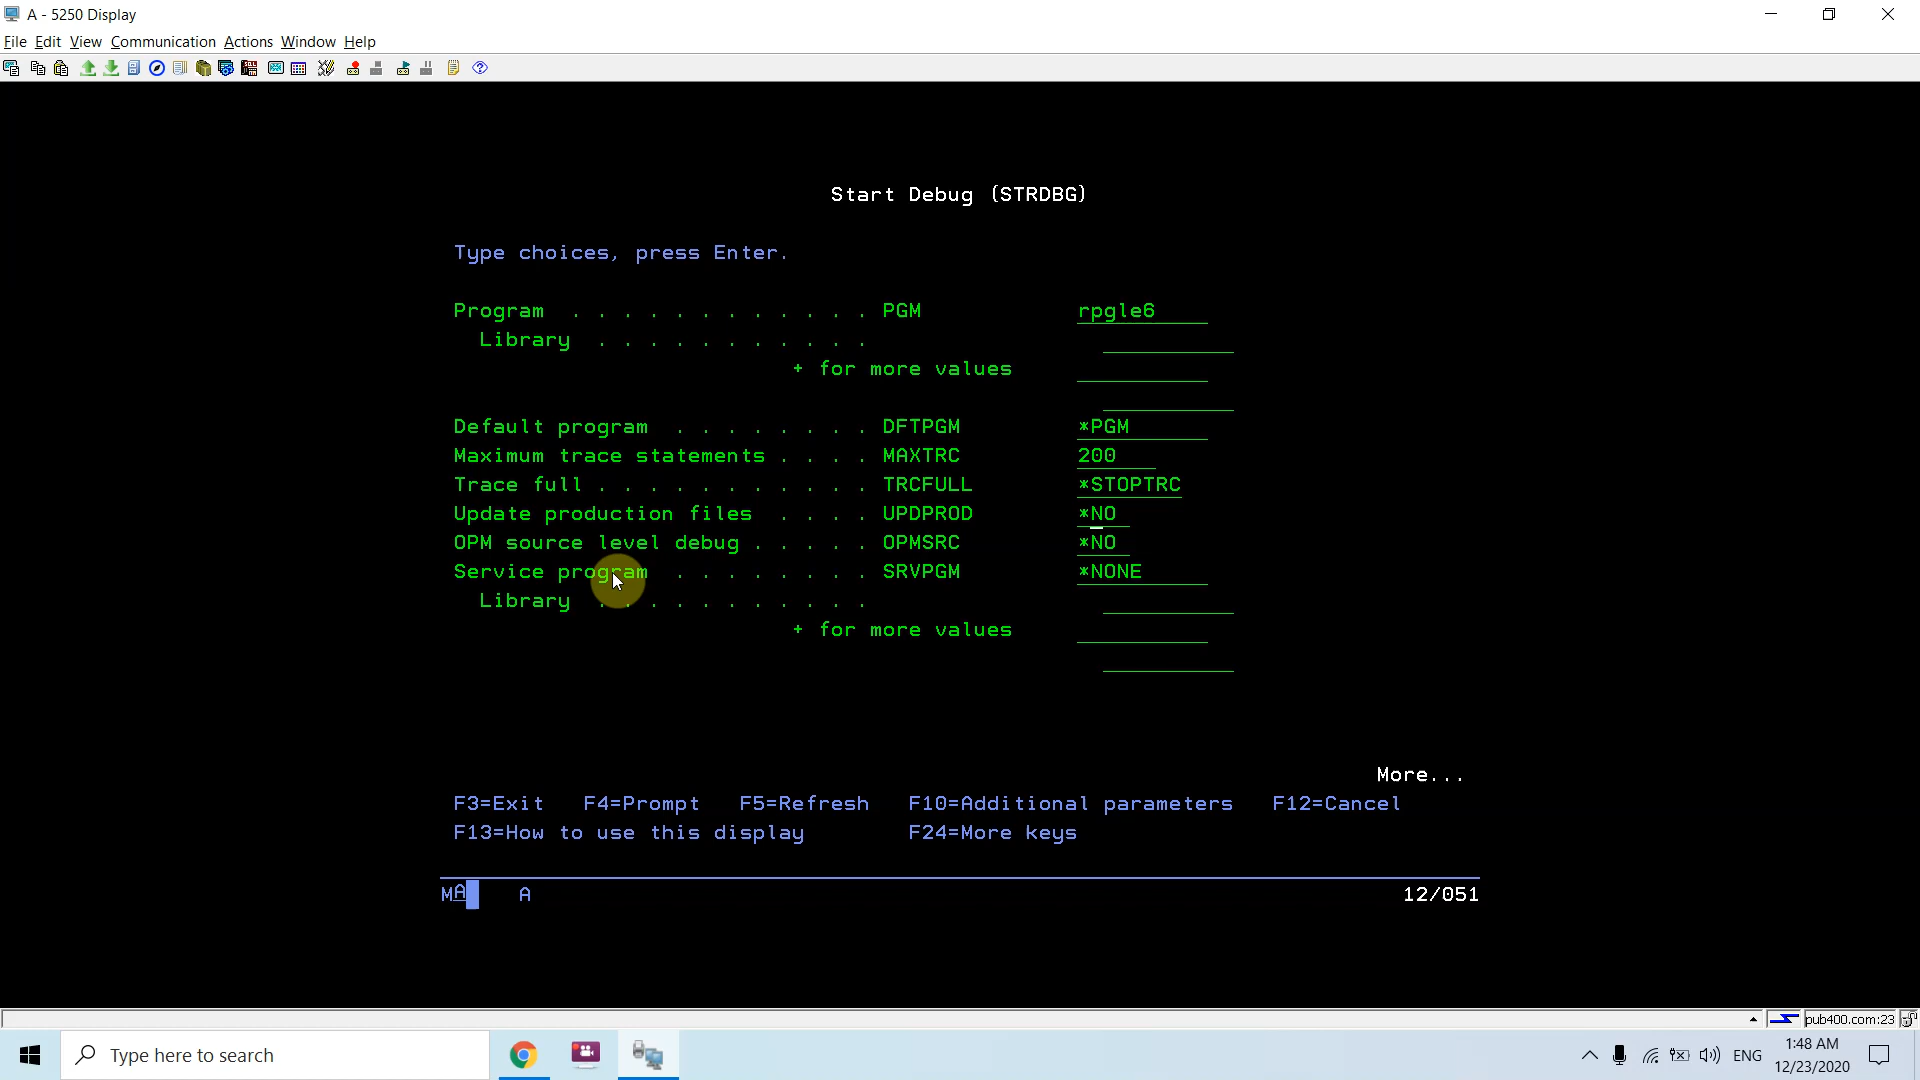 A - 5250 Display
File Edit View Communication Actions Window Help
Start Debug (STRDBG)
Type choices, press Enter.
Program . . . . . . . . . . . . PGM rpgle6
Library . . . . . . . . . . .
+ for more values
Default program . . . . . . . . DFTPGM *PGM
Maximum trace statements . . . . MAXTRC 200
Trace full . . . . . . . . . . . TRCFULL *STOPTRC
Update production files . . . . UPDPROD *NO
OPM source level debug . . . . . OPMSRC *NO
Service program . . . . . . . . SRVPGM *NONE
Library . . . . . . . . . . .
+ for more values
More...
F3=Exit F4=Prompt F5=Refresh F10=Additional parameters F12=Cancel
F13=How to use this display F24=More keys
MA A 12/051
pub400.com:23
Type here to search
ENG
1:48 AM
12/23/2020